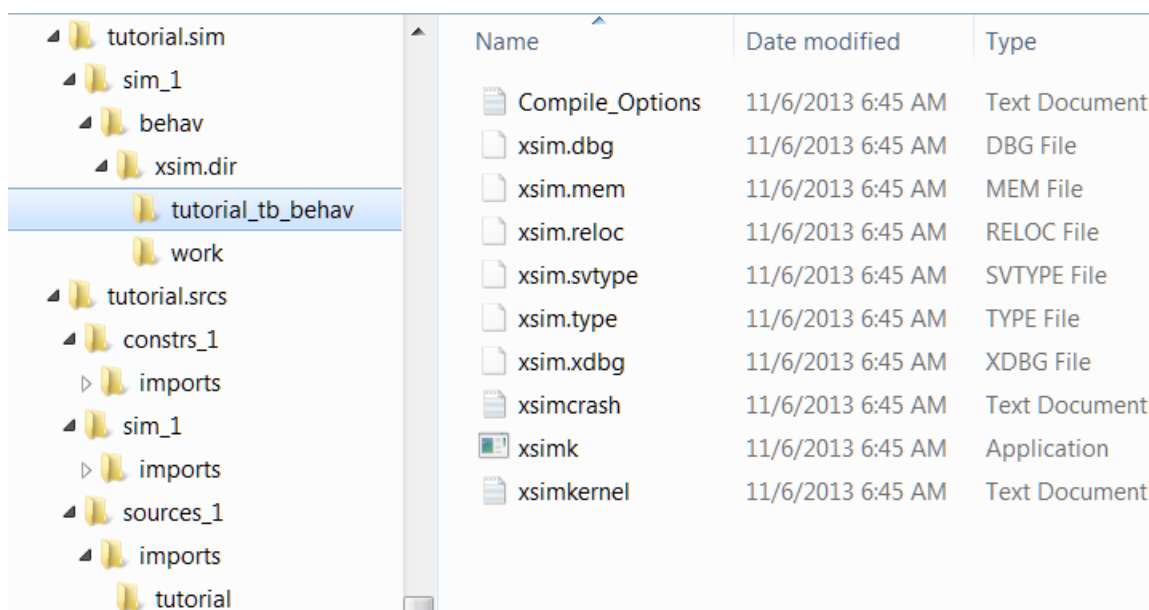 tutorial.sim
sim_1
behav
xsim.dir
tutorial_tb_behav
work
tutorial.srcs
constrs_1
imports
sim_1
imports
sources_1
imports
tutorial
Name Date modified Type
Compile_Options 11/6/2013 6:45 AM Text Document
xsim.dbg 11/6/2013 6:45 AM DBG File
xsim.mem 11/6/2013 6:45 AM MEM File
xsim.reloc 11/6/2013 6:45 AM RELOC File
xsim.svtype 11/6/2013 6:45 AM SVTYPE File
xsim.type 11/6/2013 6:45 AM TYPE File
xsim.xdbg 11/6/2013 6:45 AM XDBG File
xsimcrash 11/6/2013 6:45 AM Text Document
xsimk 11/6/2013 6:45 AM Application
xsimkernel 11/6/2013 6:45 AM Text Document